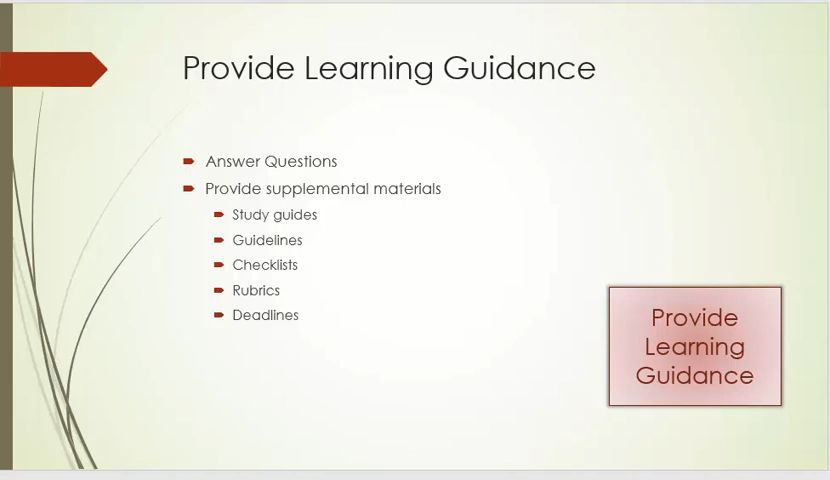 Provide Learning Guidance
Answer Questions
Provide supplemental materials
Study guides
Guidelines
Checklists
Rubrics
Deadlines
Provide
Learning
Guidance